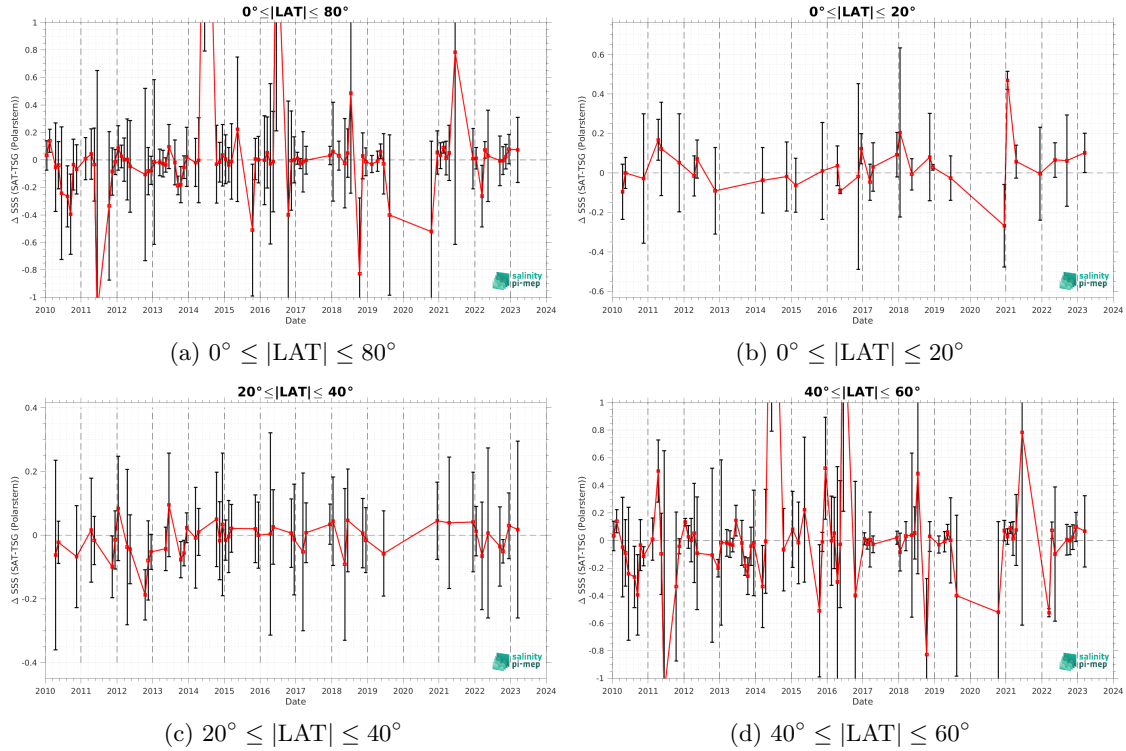 0°≤|LAT|≤ 80°
Δ SSS (SAT-TSG (Polarstern))
1
0.8
0.6
0.4
0.2
0
-0.2
-0.4
-0.6
-0.8
-1
2010 2011 2012 2013 2014 2015 2016 2017 2018 2019 2020 2021 2022 2023 2024
Date
salinity
pi-mep
(a) 0° ≤ |LAT| ≤ 80°
0°≤|LAT|≤ 20°
Δ SSS (SAT-TSG (Polarstern))
0.6
0.4
0.2
0
-0.2
-0.4
-0.6
2010 2011 2012 2013 2014 2015 2016 2017 2018 2019 2020 2021 2022 2023 2024
Date
salinity
pi-mep
(b) 0° ≤ |LAT| ≤ 20°
20°≤|LAT|≤ 40°
Δ SSS (SAT-TSG (Polarstern))
0.4
0.2
0
-0.2
-0.4
2010 2011 2012 2013 2014 2015 2016 2017 2018 2019 2020 2021 2022 2023 2024
Date
salinity
pi-mep
(c) 20° ≤ |LAT| ≤ 40°
40°≤|LAT|≤ 60°
Δ SSS (SAT-TSG (Polarstern))
1
0.8
0.6
0.4
0.2
0
-0.2
-0.4
-0.6
-0.8
-1
2010 2011 2012 2013 2014 2015 2016 2017 2018 2019 2020 2021 2022 2023 2024
Date
salinity
pi-mep
(d) 40° ≤ |LAT| ≤ 60°